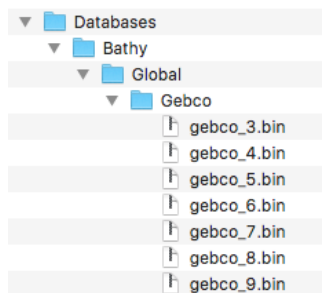 Databases
Bathy
Global
Gebco
gebco_3.bin
gebco_4.bin
gebco_5.bin
gebco_6.bin
gebco_7.bin
gebco_8.bin
gebco_9.bin